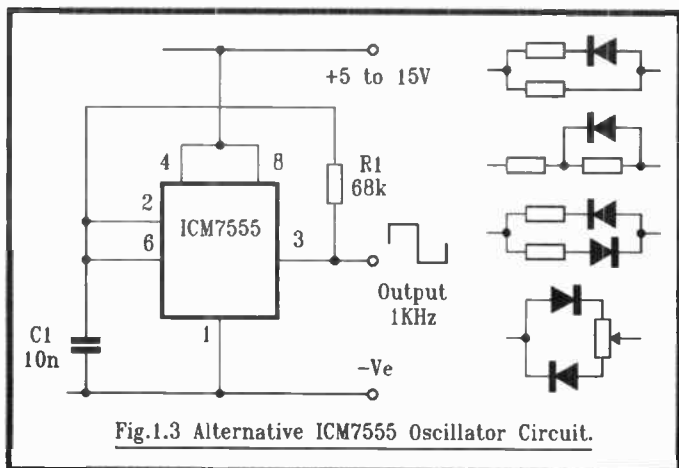 +5 to 15V
4
8
R1
68k
2
ICM7555
6
3
Output
1KHz
1
C1
10n
-Ve
Fig.1.3 Alternative ICM7555 Oscillator Circuit.